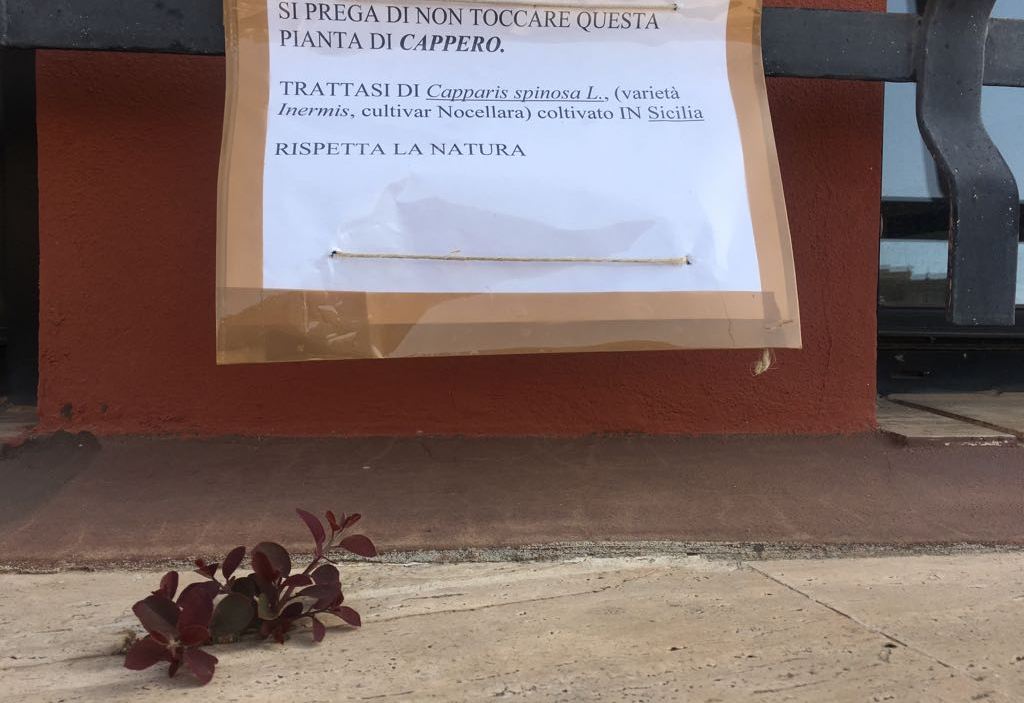 SI PREGA DI NON TOCCARE QUESTA
PIANTA DI CAPPERO.
TRATTASI DI Capparis spinosa L., (varietà
Inermis, cultivar Nocellara) coltivato IN Sicilia
RISPETTA LA NATURA